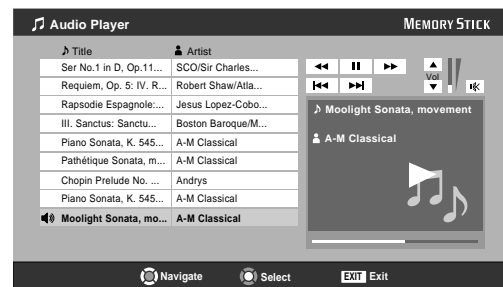 Audio Player
MEMORY STICK
Title Artist
Ser No.1 in D, Op.11... SCO/Sir Charles...
Requiem, Op. 5: IV. R... Robert Shaw/Atla...
Rapsodie Espagnole:... Jesus Lopez-Cobo...
III. Sanctus: Sanctu... Boston Baroque/M...
Piano Sonata, K. 545... A-M Classical
Pathétique Sonata, m... A-M Classical
Chopin Prelude No. ... Andrys
Piano Sonata, K. 545... A-M Classical
Moolight Sonata, mo... A-M Classical
Vol
Moolight Sonata, movement
A-M Classical
Navigate Select EXIT Exit